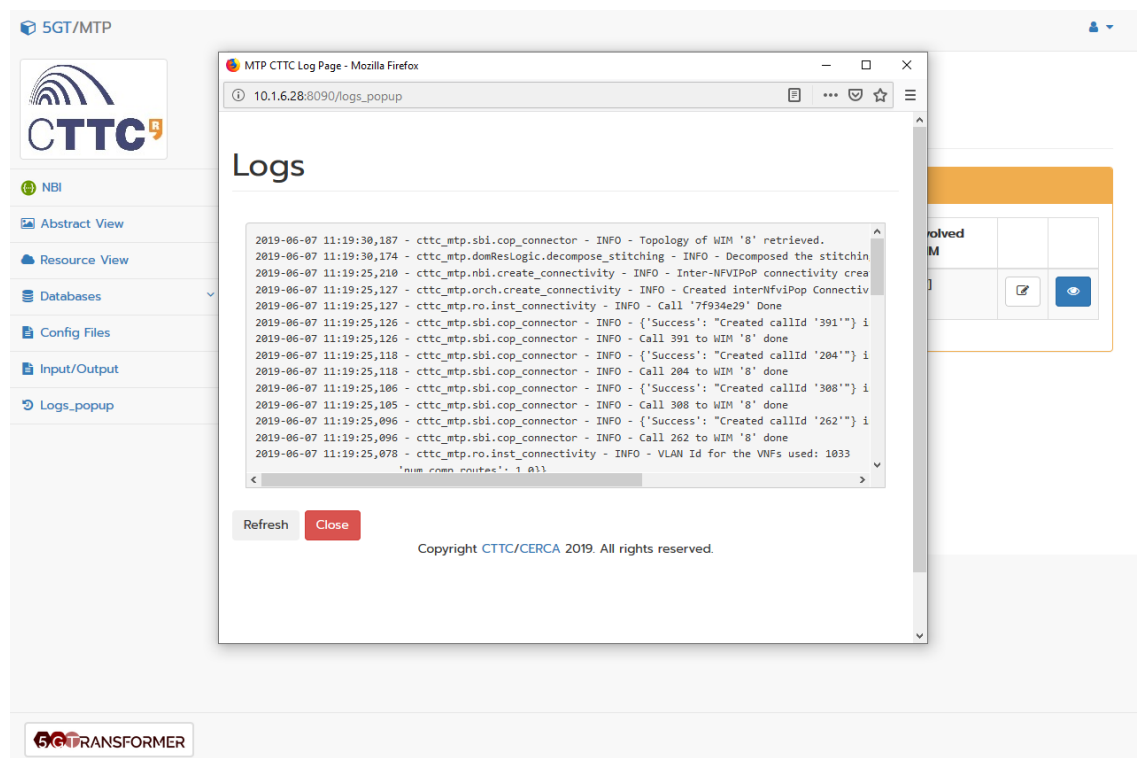 5GT/MTP
CTTC
NBI
Abstract View
Resource View
Databases
Config Files
Input/Output
Logs_popup
MTP CTTC Log Page - Mozilla Firefox
10.1.6.28:8090/logs_popup
Logs
2019-06-07 11:19:30,187 - cttc_mtp.sbi.cop_connector - INFO - Topology of WIM '8' retrieved.
2019-06-07 11:19:30,174 - cttc_mtp.domResLogic.decompose_stitching - INFO - Decomposed the stitchin
2019-06-07 11:19:25,210 - cttc_mtp.nbi.create_connectivity - INFO - Inter-NFVIPoP connectivity crea
2019-06-07 11:19:25,127 - cttc_mtp.orch.create_connectivity - INFO - Created interNfviPop Connectiv
2019-06-07 11:19:25,127 - cttc_mtp.ro.inst_connectivity - INFO - Call '7f934e29' Done
2019-06-07 11:19:25,126 - cttc_mtp.sbi.cop_connector - INFO - {'Success': "Created callId '391'"} i
2019-06-07 11:19:25,126 - cttc_mtp.sbi.cop_connector - INFO - Call 391 to WIM '8' done
2019-06-07 11:19:25,118 - cttc_mtp.sbi.cop_connector - INFO - {'Success': "Created callId '204'"} i
2019-06-07 11:19:25,118 - cttc_mtp.sbi.cop_connector - INFO - Call 204 to WIM '8' done
2019-06-07 11:19:25,106 - cttc_mtp.sbi.cop_connector - INFO - {'Success': "Created callId '308'"} i
2019-06-07 11:19:25,105 - cttc_mtp.sbi.cop_connector - INFO - Call 308 to WIM '8' done
2019-06-07 11:19:25,096 - cttc_mtp.sbi.cop_connector - INFO - {'Success': "Created callId '262'"} i
2019-06-07 11:19:25,096 - cttc_mtp.sbi.cop_connector - INFO - Call 262 to WIM '8' done
2019-06-07 11:19:25,078 - cttc_mtp.ro.inst_connectivity - INFO - VLAN Id for the VNFs used: 1033
'num_comp_routes': 1.0}}
Refresh Close
Copyright CTTC/CERCA 2019. All rights reserved.
volved
IM
]
5GTRANSFORMER